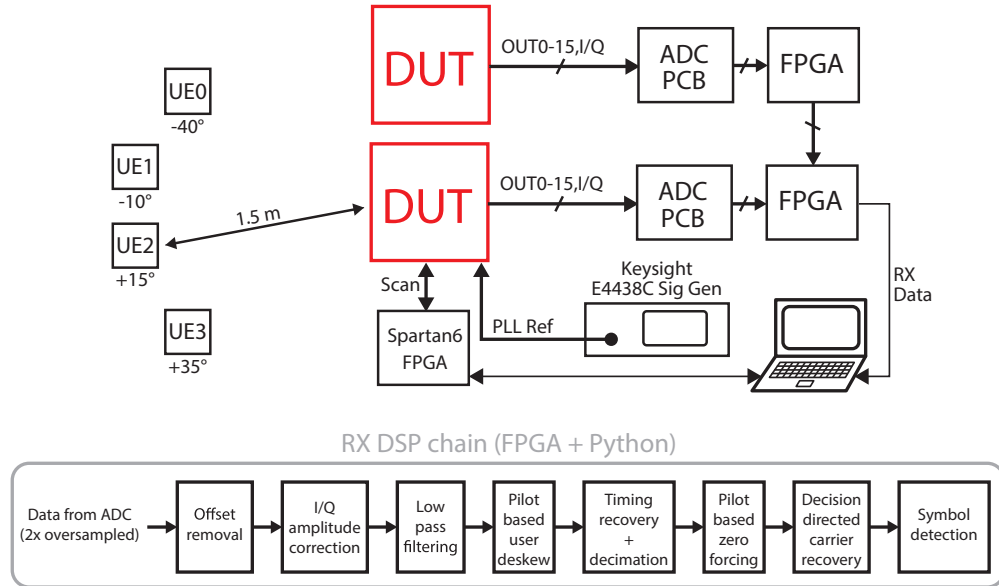 DUT
OUT0-15,I/Q
ADC
PCB
FPGA
UE0
-40°
UE1
-10°
UE2
+15°
UE3
+35°
1.5 m
DUT
OUT0-15,I/Q
ADC
PCB
FPGA
Scan
Spartan6
FPGA
PLL Ref
Keysight
E4438C Sig Gen
RX
Data
RX DSP chain (FPGA + Python)
Data from ADC
(2x oversampled)
Offset
removal
I/Q
amplitude
correction
Low
pass
filtering
Pilot
based
user
deskew
Timing
recovery
+
decimation
Pilot
based
zero
forcing
Decision
directed
carrier
recovery
Symbol
detection